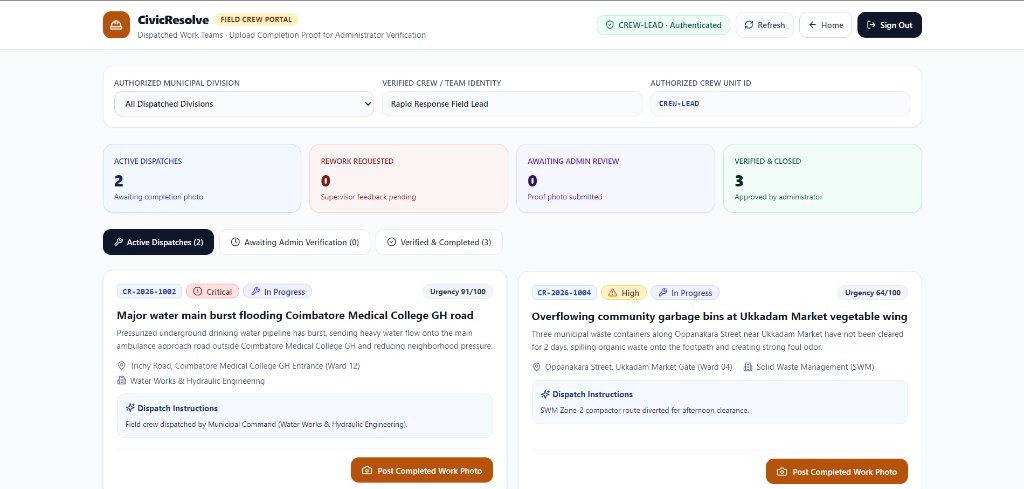 CivicResolve FIELD CREW PORTAL
Dispatched Work Teams · Upload Completion Proof for Administrator Verification
CREW-LEAD · Authenticated
Refresh
Home
Sign Out
AUTHORIZED MUNICIPAL DIVISION
All Dispatched Divisions
VERIFIED CREW / TEAM IDENTITY
Rapid Response Field Lead
AUTHORIZED CREW UNIT ID
CREW-LEAD
ACTIVE DISPATCHES
2
Awaiting completion photo
REWORK REQUESTED
0
Supervisor feedback pending
AWAITING ADMIN REVIEW
0
Proof photo submitted
VERIFIED & CLOSED
3
Approved by administrator
Active Dispatches (2)
Awaiting Admin Verification (0)
Verified & Completed (3)
CR-2026-1002 Critical In Progress Urgency 91/100
Major water main burst flooding Coimbatore Medical College GH road
Pressurized underground drinking water pipeline has burst, sending heavy water flow onto the main
ambulance approach road outside Coimbatore Medical College GH and reducing neighborhood pressure.
Trichy Road, Coimbatore Medical College GH Entrance (Ward 12)
Water Works & Hydraulic Engineering
Dispatch Instructions
Field crew dispatched by Municipal Command (Water Works & Hydraulic Engineering).
Post Completed Work Photo
CR-2026-1004 High In Progress Urgency 64/100
Overflowing community garbage bins at Ukkadam Market vegetable wing
Three municipal waste containers along Oppanakara Street near Ukkadam Market have not been cleared
for 2 days, spilling organic waste onto the footpath and creating strong foul odor.
Oppanakara Street, Ukkadam Market Gate (Ward 04) Solid Waste Management (SWM)
Dispatch Instructions
SWM Zone-2 compactor route diverted for afternoon clearance.
Post Completed Work Photo